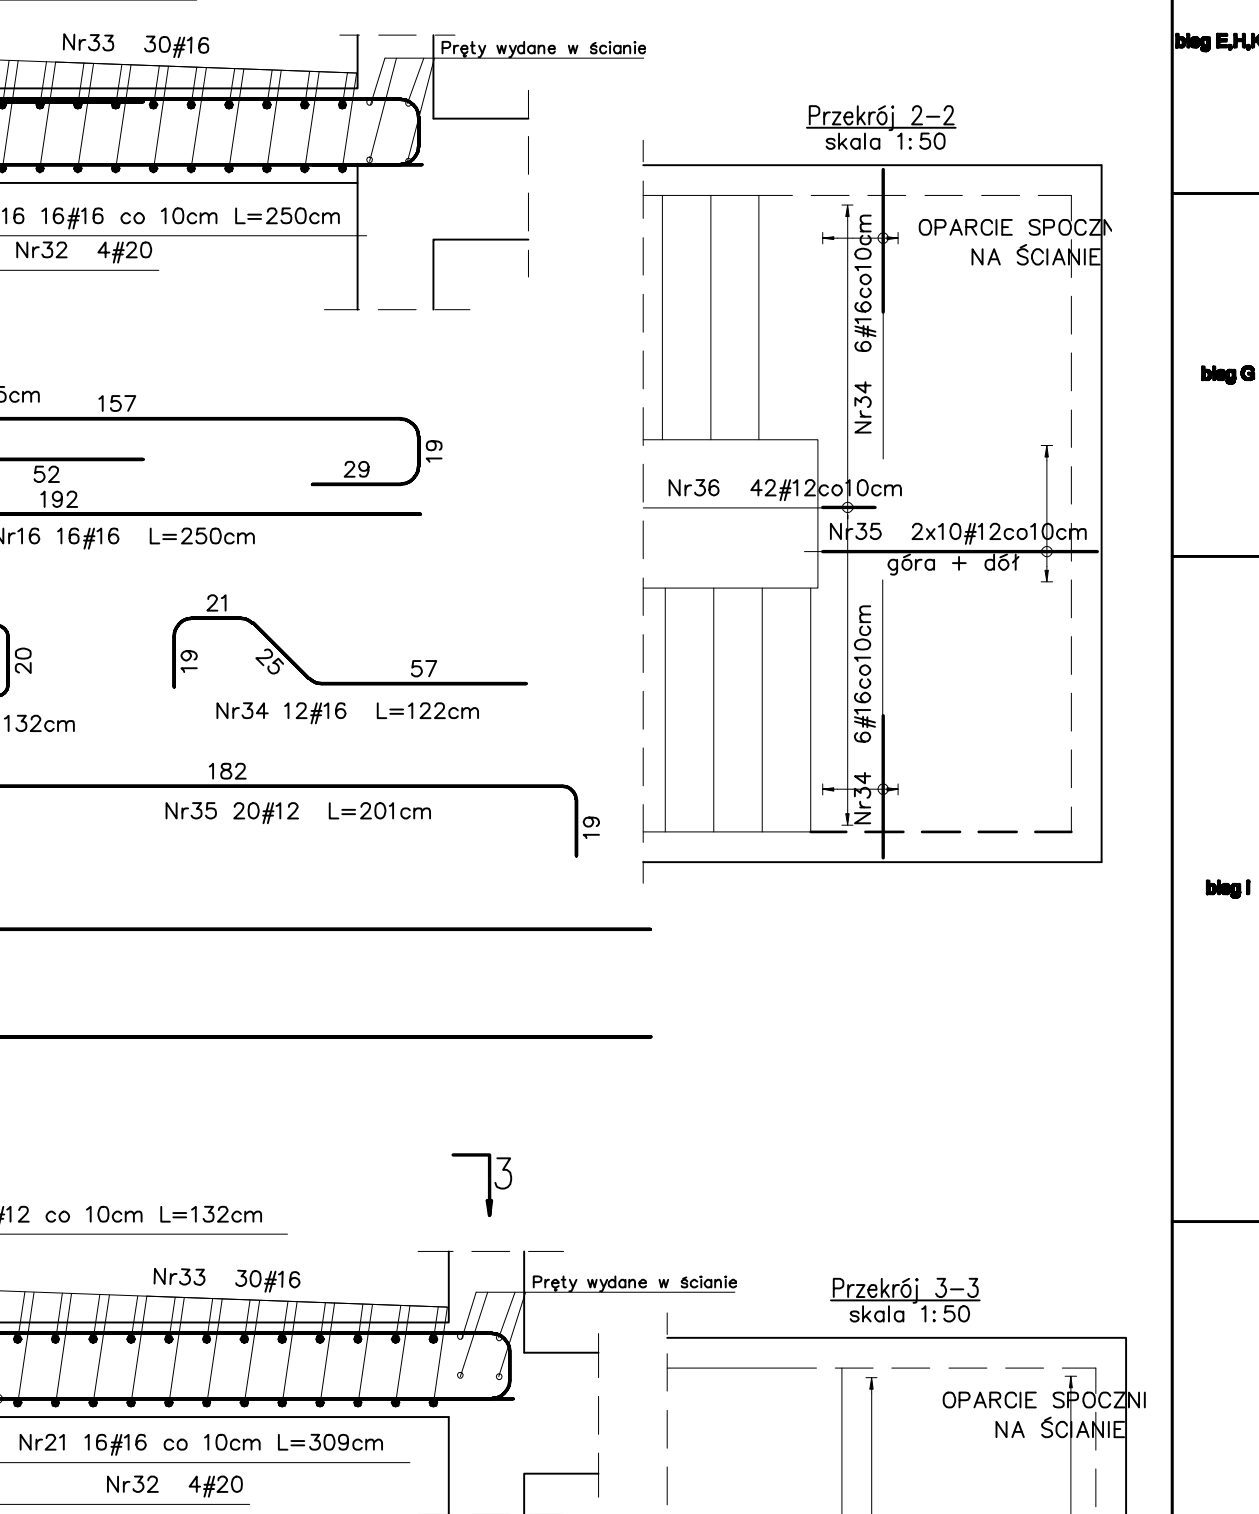 Nr33 30#16
Pręty wydane w ścianie
bieg E,H,K
Przekrój 2-2
skala 1:50
16 16#16 co 10cm L=250cm
Nr32 4#20
OPARCIE SPOCZN
NA ŚCIANIE
Nr34 6#16co10cm
5cm
157
19
52
29
192
Nr16 16#16 L=250cm
bieg G
Nr36 42#12co10cm
Nr35 2x10#12co10cm
góra + dół
21
19
25
57
20
Nr34 12#16 L=122cm
132cm
Nr34 6#16co10cm
182
Nr35 20#12 L=201cm
19
bieg I
3
#12 co 10cm L=132cm
Nr33 30#16
Pręty wydane w ścianie
Przekrój 3-3
skala 1:50
OPARCIE SPOCZNI
NA ŚCIANIE
Nr21 16#16 co 10cm L=309cm
Nr32 4#20